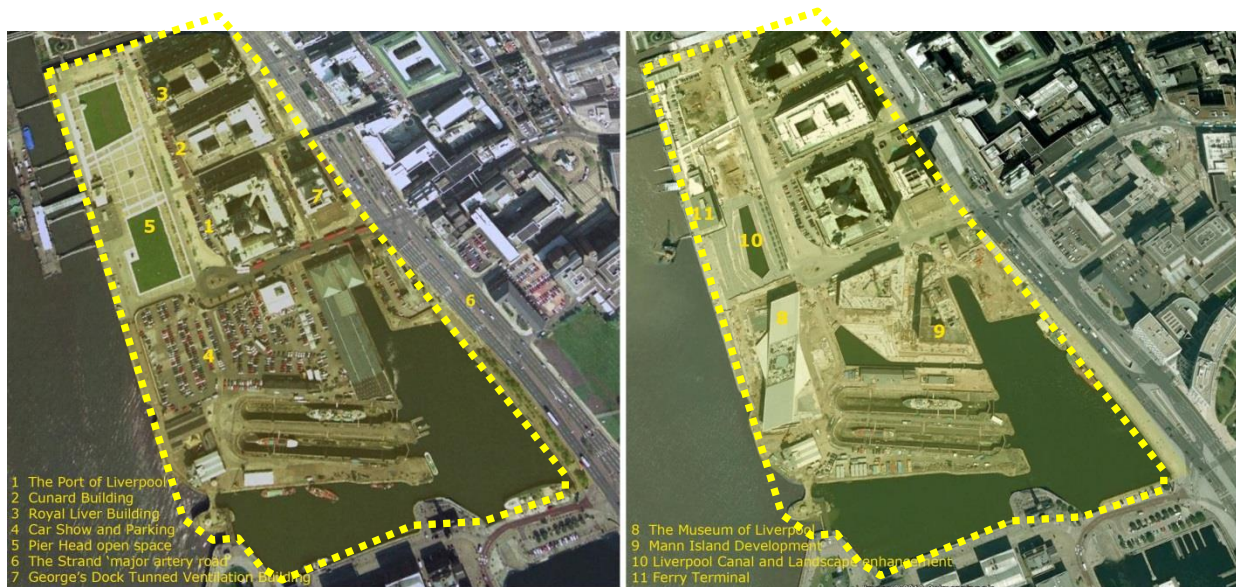 3
2
1
7
5
6
4
1 The Port of Liverpool
2 Cunard Building
3 Royal Liver Building
4 Car Show and Parking
5 Pier Head open space
6 The Strand 'major artery road'
7 George's Dock Tunned Ventilation Building
11
10
8
9
8 The Museum of Liverpool
9 Mann Island Development
10 Liverpool Canal and Landscape enhancement
11 Ferry Terminal